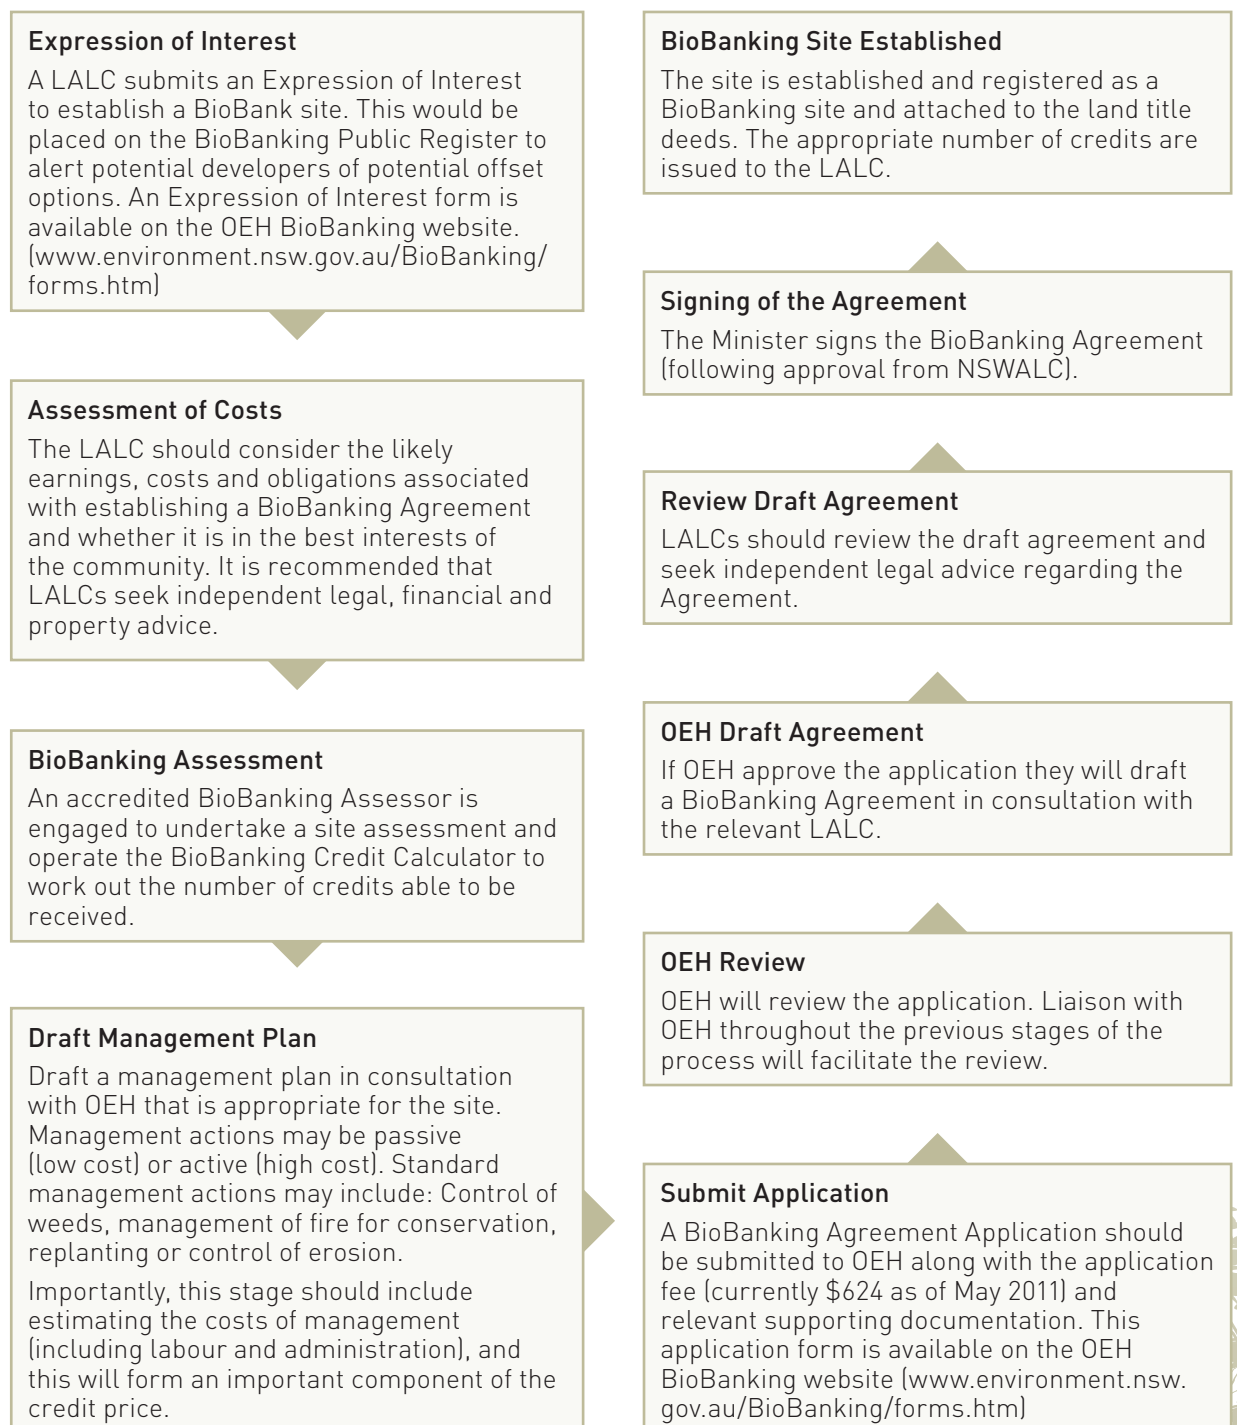 Expression of Interest
A LALC submits an Expression of Interest
to establish a BioBank site. This would be
placed on the BioBanking Public Register to
alert potential developers of potential offset
options. An Expression of Interest form is
available on the OEH BioBanking website.
(www.environment.nsw.gov.au/BioBanking/
forms.htm)
Assessment of Costs
The LALC should consider the likely
earnings, costs and obligations associated
with establishing a BioBanking Agreement
and whether it is in the best interests of
the community. It is recommended that
LALCs seek independent legal, financial and
property advice.
BioBanking Assessment
An accredited BioBanking Assessor is
engaged to undertake a site assessment and
operate the BioBanking Credit Calculator to
work out the number of credits able to be
received.
Draft Management Plan
Draft a management plan in consultation
with OEH that is appropriate for the site.
Management actions may be passive
(low cost) or active (high cost). Standard
management actions may include: Control of
weeds, management of fire for conservation,
replanting or control of erosion.
Importantly, this stage should include
estimating the costs of management
(including labour and administration), and
this will form an important component of the
credit price.
Submit Application
A BioBanking Agreement Application should
be submitted to OEH along with the application
fee (currently $624 as of May 2011) and
relevant supporting documentation. This
application form is available on the OEH
BioBanking website (www.environment.nsw.
gov.au/BioBanking/forms.htm)
OEH Review
OEH will review the application. Liaison with
OEH throughout the previous stages of the
process will facilitate the review.
OEH Draft Agreement
If OEH approve the application they will draft
a BioBanking Agreement in consultation with
the relevant LALC.
Review Draft Agreement
LALCs should review the draft agreement and
seek independent legal advice regarding the
Agreement.
Signing of the Agreement
The Minister signs the BioBanking Agreement
(following approval from NSWALC).
BioBanking Site Established
The site is established and registered as a
BioBanking site and attached to the land title
deeds. The appropriate number of credits are
issued to the LALC.